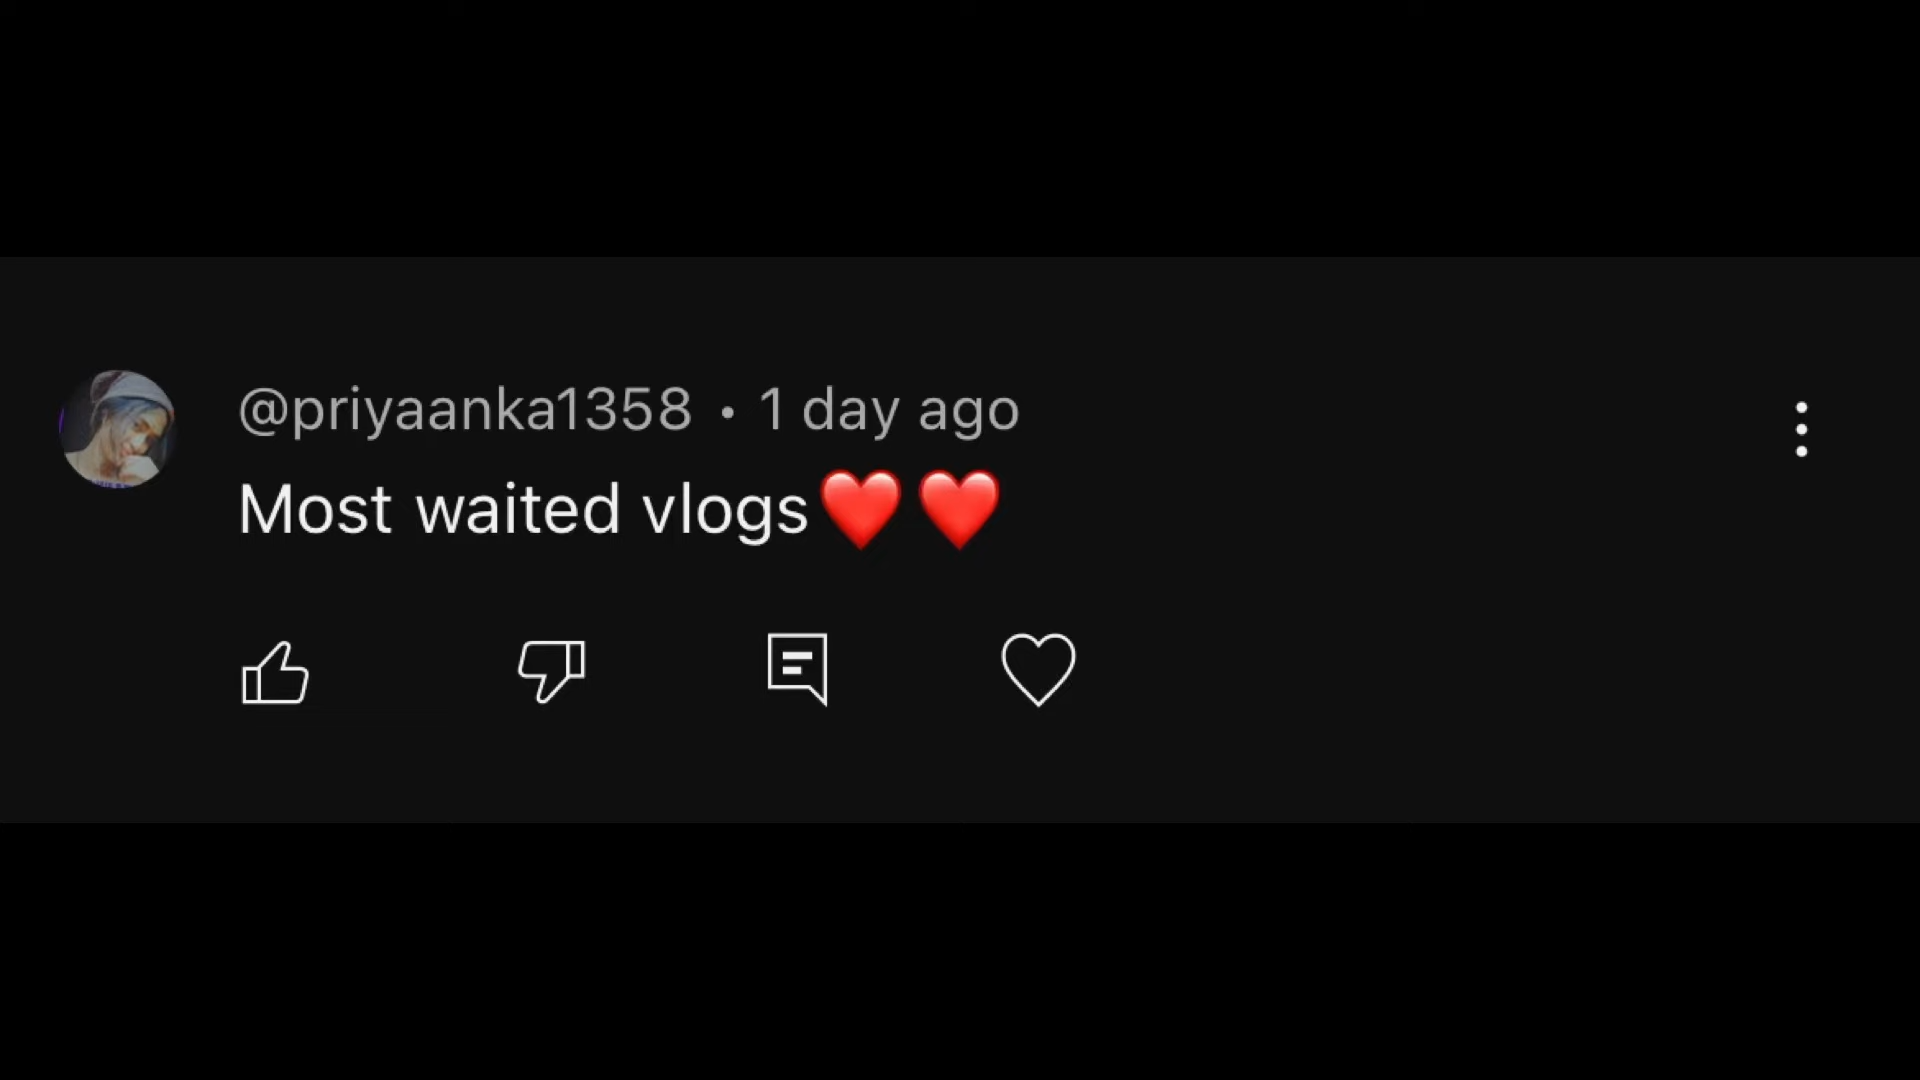 @priyaanka1358 • 1 day ago
Most waited vlogs❤️❤️